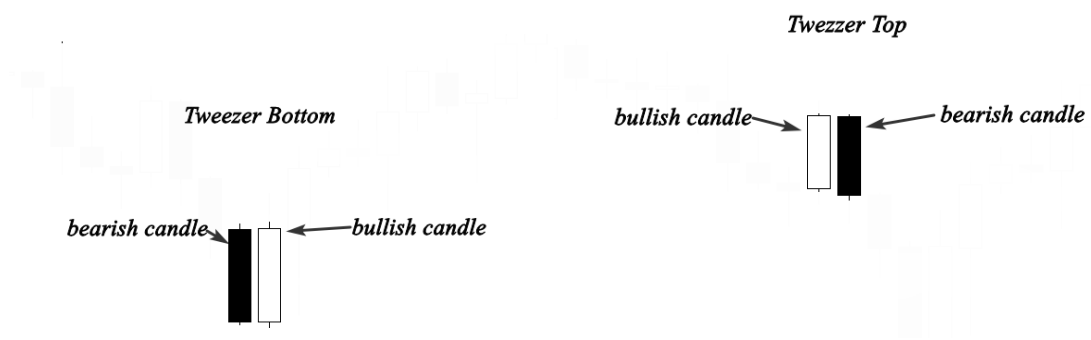 Twezzer Top
Tweezer Bottom
bullish candle
bearish candle
bearish candle
bullish candle